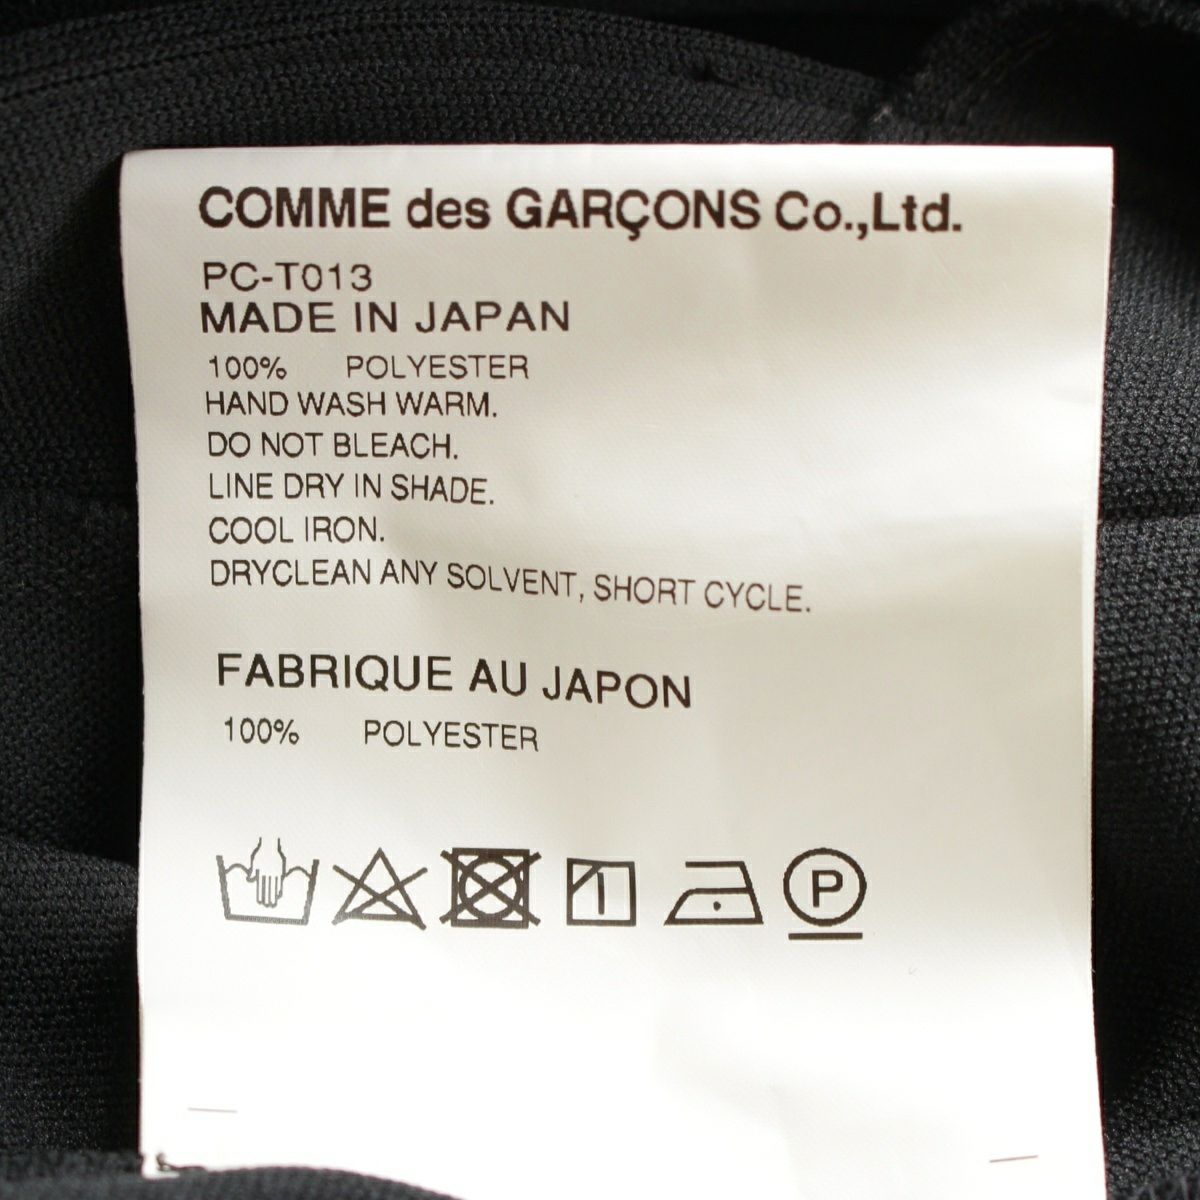 COMME des GARÇONS Co.,Ltd.
PC-T013
MADE IN JAPAN
100% POLYESTER
HAND WASH WARM.
DO NOT BLEACH.
LINE DRY IN SHADE.
COOL IRON.
DRYCLEAN ANY SOLVENT, SHORT CYCLE.
FABRIQUE AU JAPON
100% POLYESTER
P